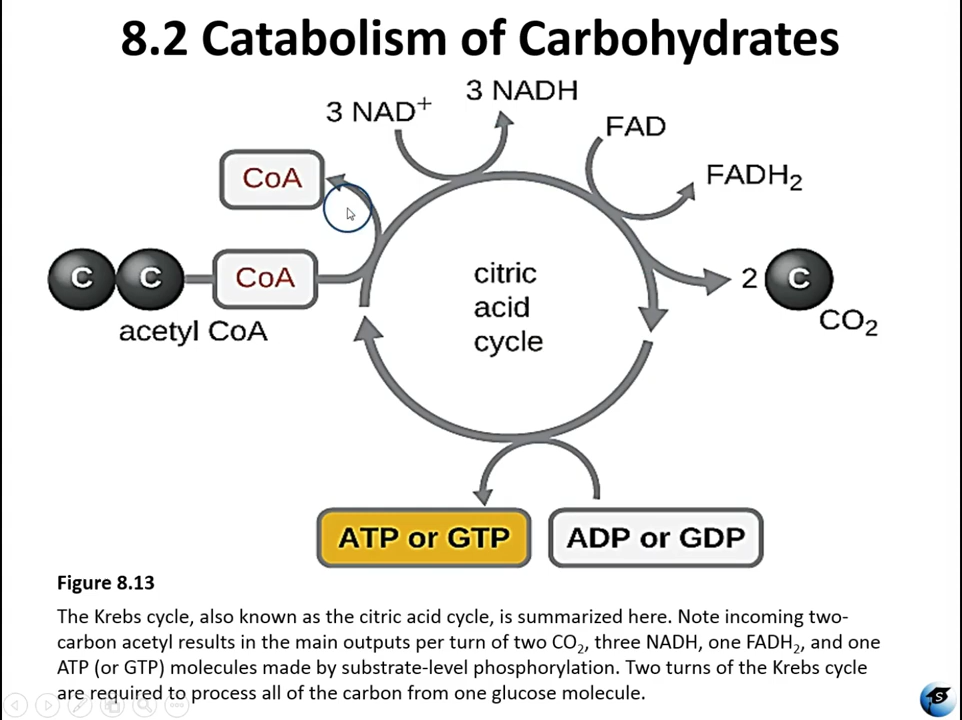 8.2 Catabolism of Carbohydrates
3 NAD⁺
3 NADH
FAD
FADH₂
CoA
C C CoA
acetyl CoA
citric
acid
cycle
2 C
CO₂
ATP or GTP
ADP or GDP
Figure 8.13
The Krebs cycle, also known as the citric acid cycle, is summarized here. Note incoming two-
carbon acetyl results in the main outputs per turn of two CO₂, three NADH, one FADH₂, and one
ATP (or GTP) molecules made by substrate-level phosphorylation. Two turns of the Krebs cycle
are required to process all of the carbon from one glucose molecule.
S